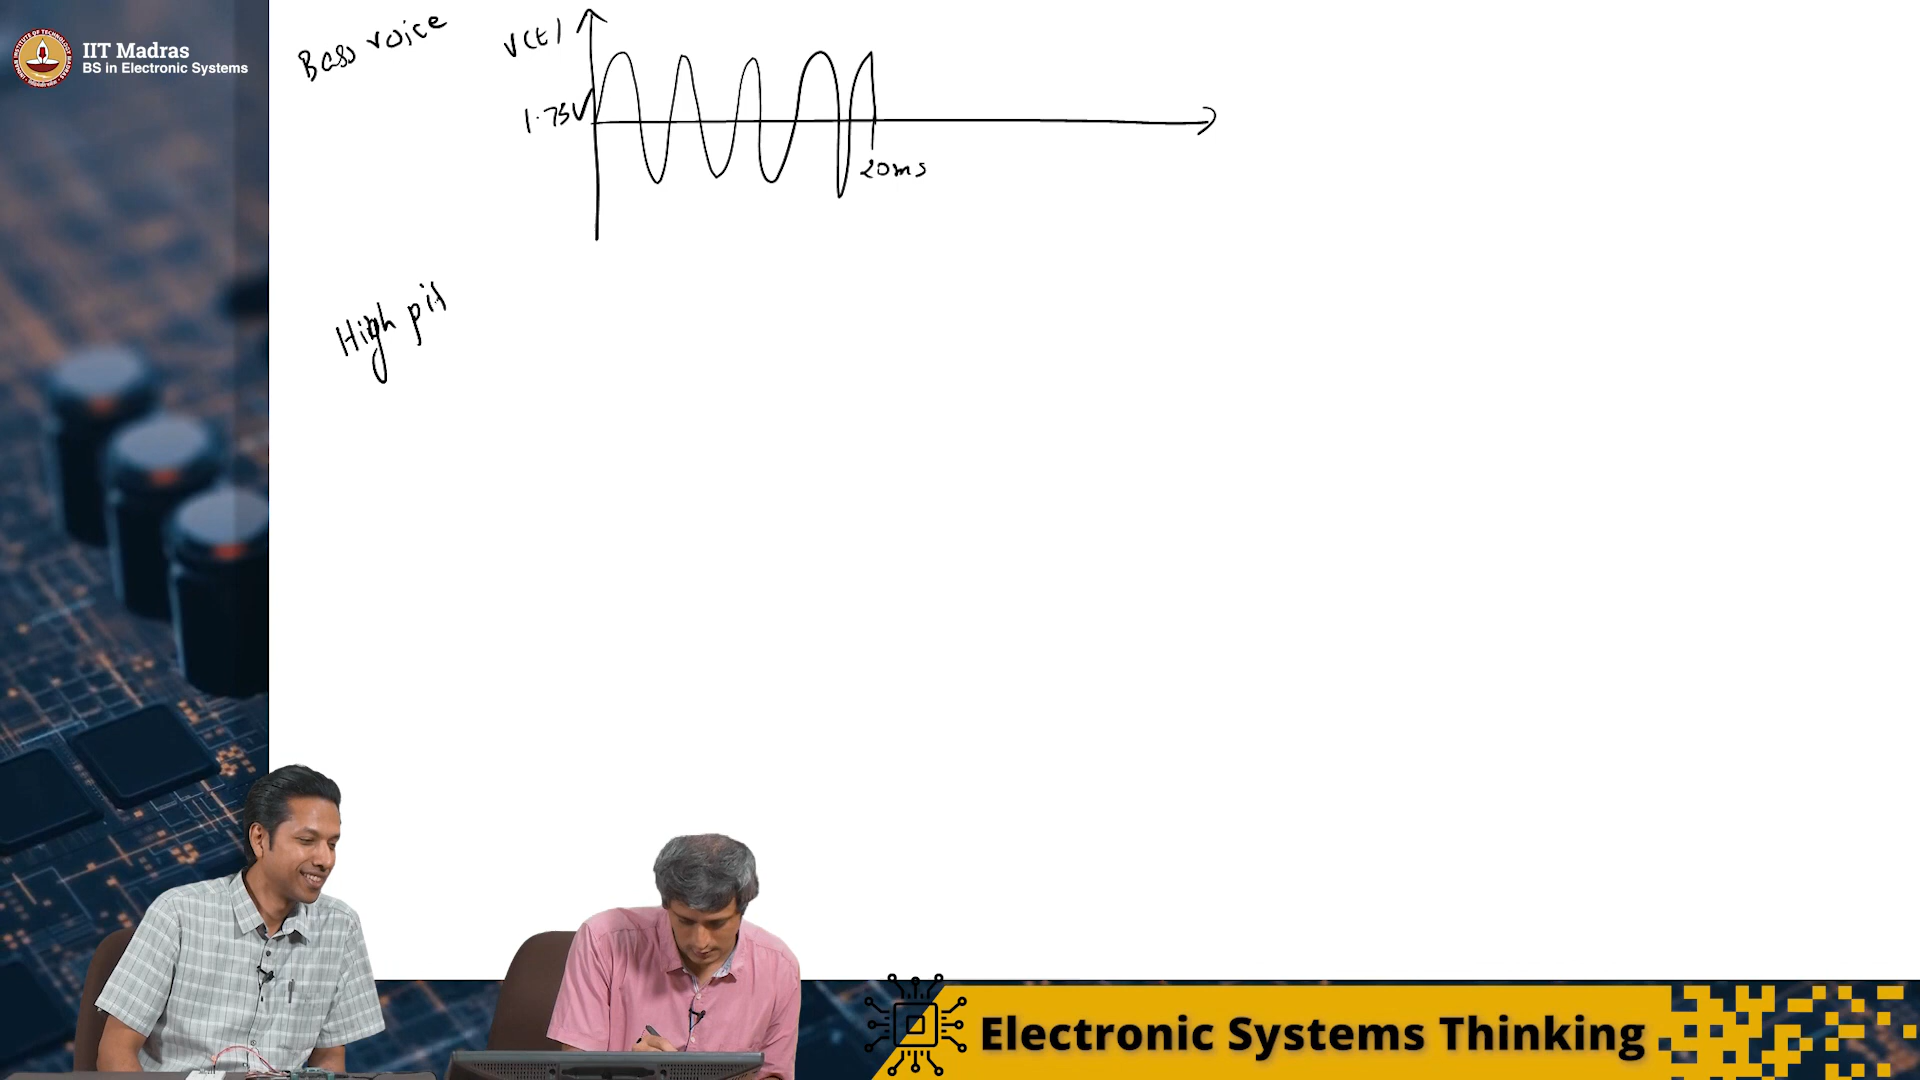 IIT Madras
BS in Electronic Systems
Bass voice
v(t)
1.75V
20ms
High pit
Electronic Systems Thinking